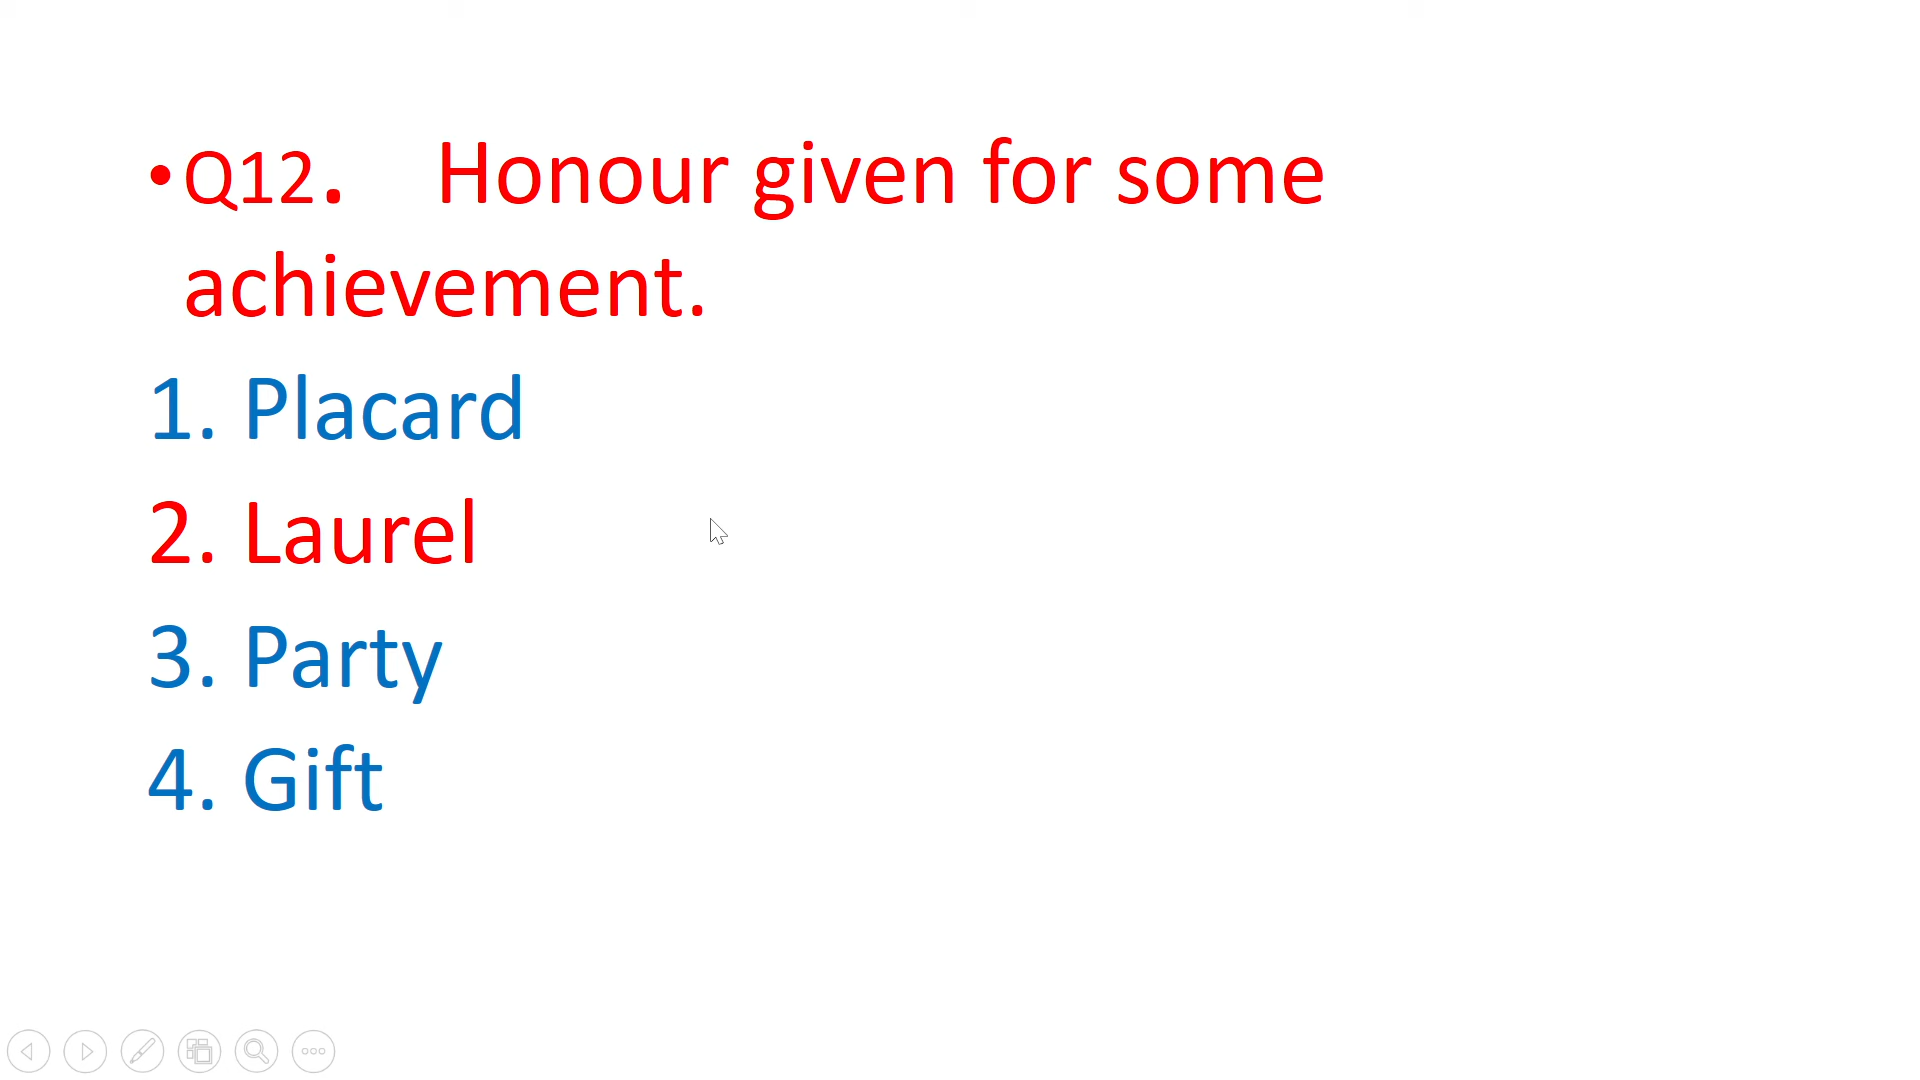 • Q12. Honour given for some
achievement.
1. Placard
2. Laurel
3. Party
4. Gift